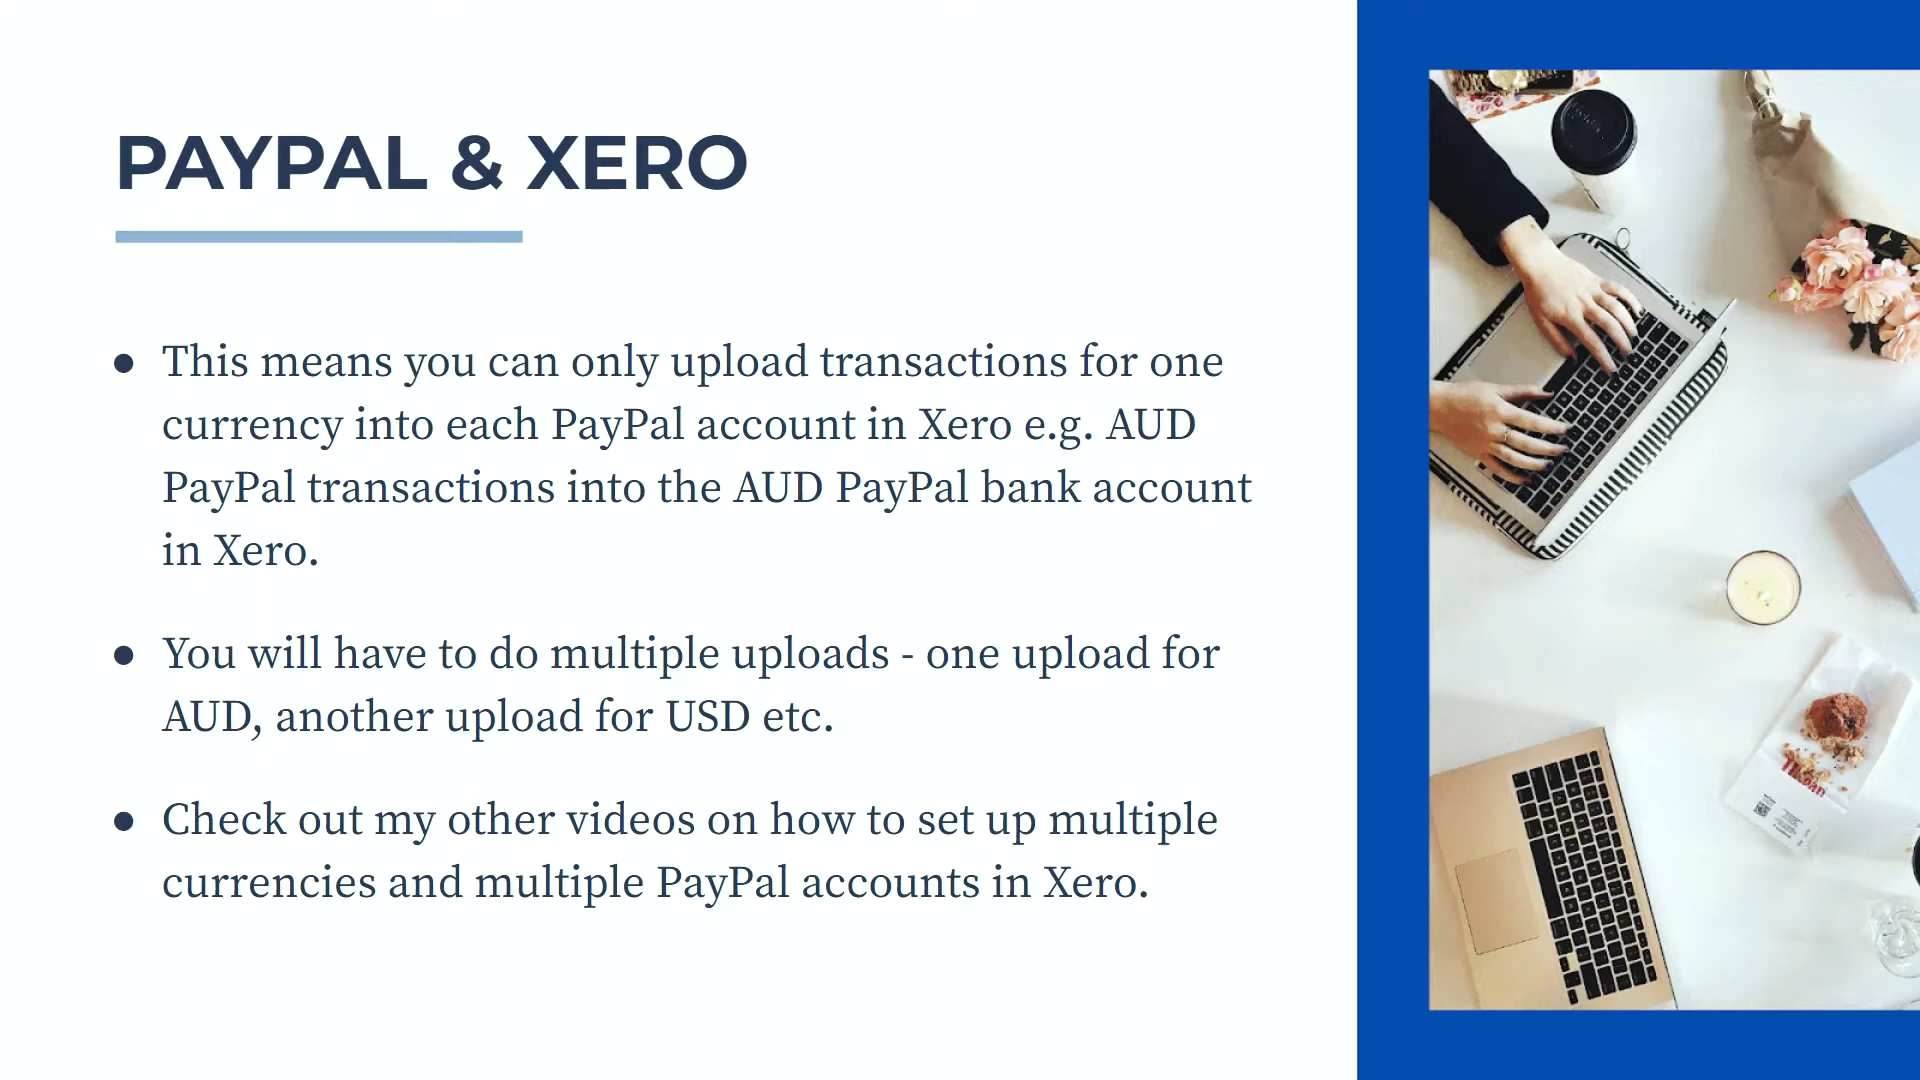 PAYPAL & XERO
● This means you can only upload transactions for one
currency into each PayPal account in Xero e.g. AUD
PayPal transactions into the AUD PayPal bank account
in Xero.
● You will have to do multiple uploads - one upload for
AUD, another upload for USD etc.
● Check out my other videos on how to set up multiple
currencies and multiple PayPal accounts in Xero.